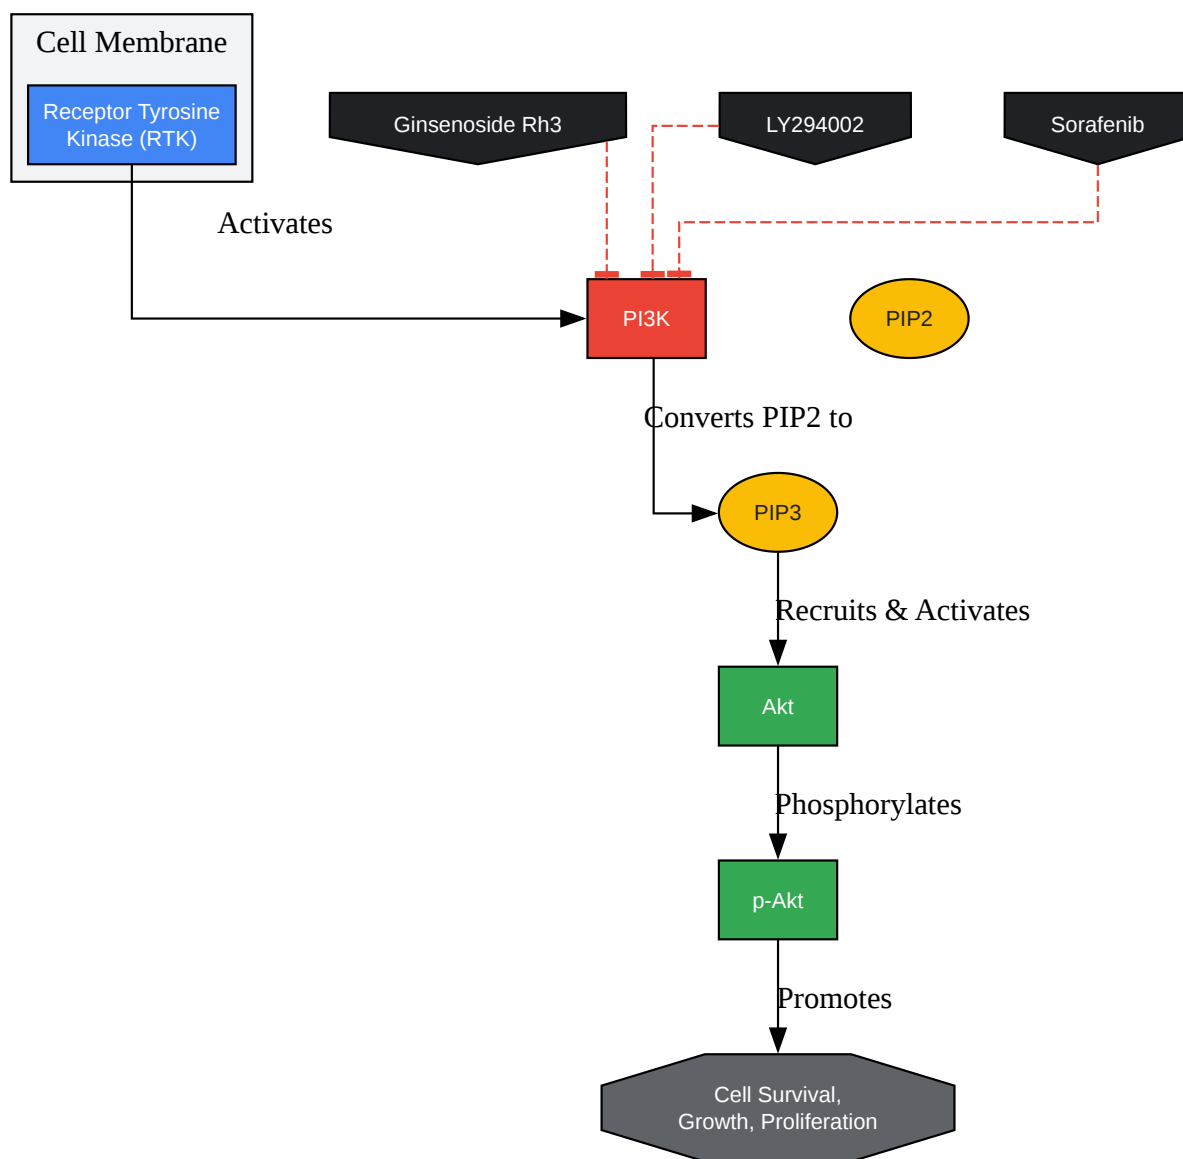 Cell Membrane
Receptor Tyrosine
Kinase (RTK)
Ginsenoside Rh3
LY294002
Sorafenib
Activates
PI3K
PIP2
Converts PIP2 to
PIP3
Recruits & Activates
Akt
Phosphorylates
p-Akt
Promotes
Cell Survival,
Growth, Proliferation